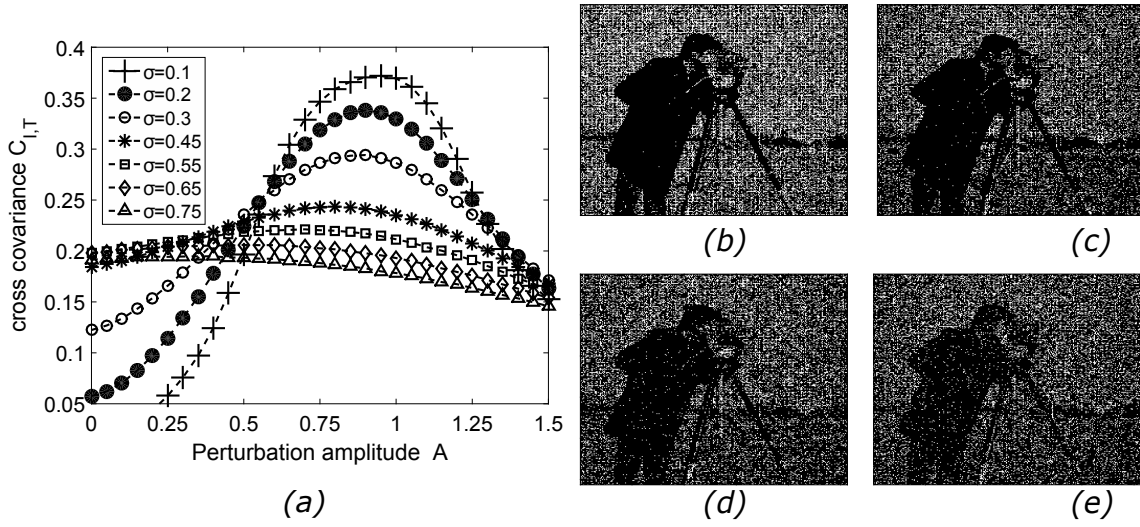 0.4
0.35
0.3
0.25
0.2
0.15
0.1
0.05
cross covariance C_{I,T}
σ=0.1
σ=0.2
σ=0.3
σ=0.45
σ=0.55
σ=0.65
σ=0.75
0 0.25 0.5 0.75 1 1.25 1.5
Perturbation amplitude A
(a)
(b)
(c)
(d)
(e)